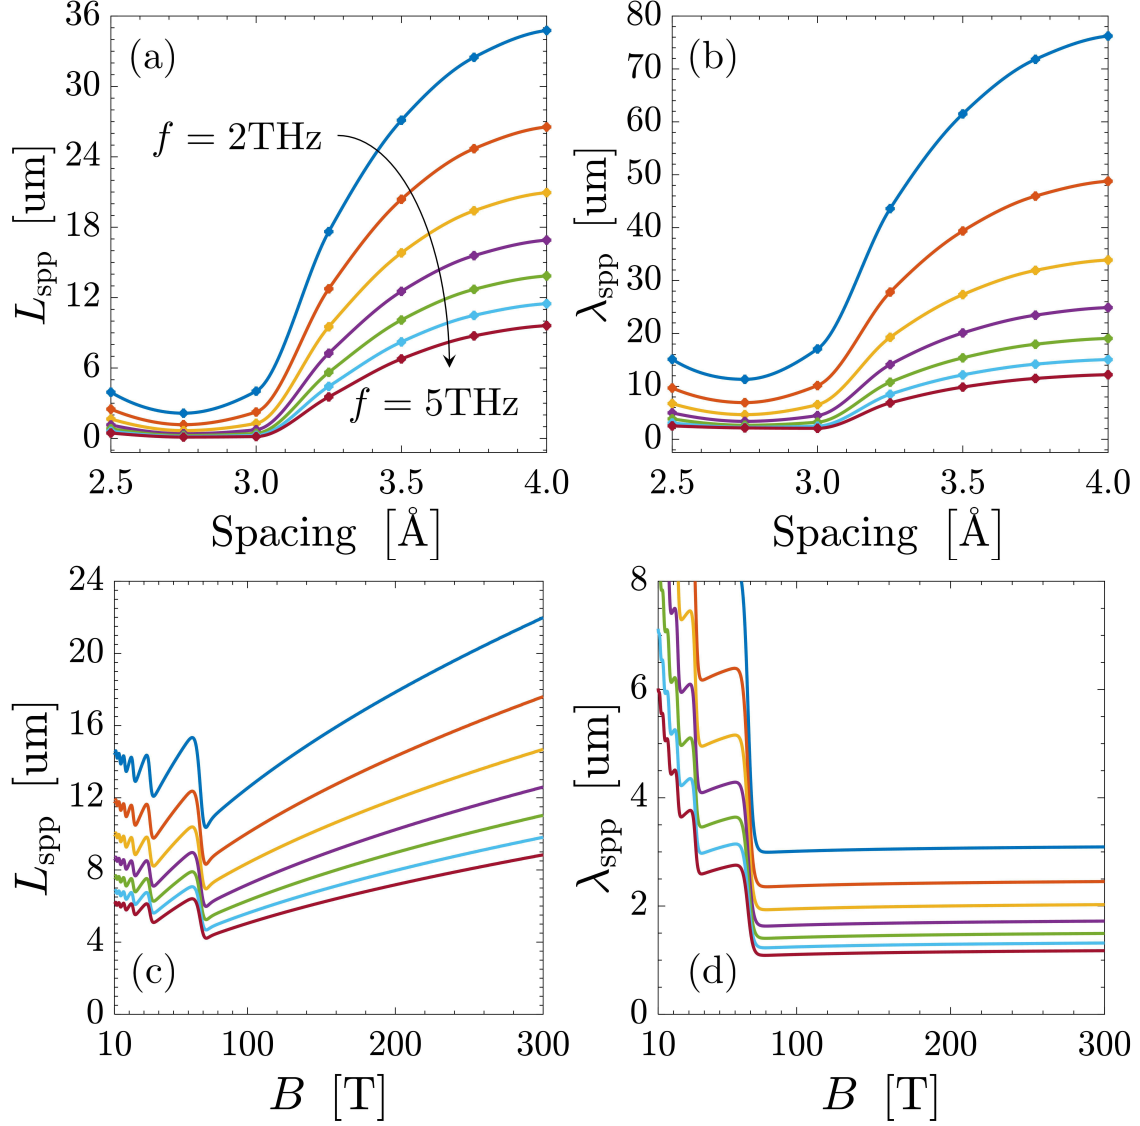 36
30
24
18
12
6
0
L_spp [um]
(a)
f = 2THz
f = 5THz
2.5 3.0 3.5 4.0
Spacing [Å]
80
70
60
50
40
30
20
10
0
λ_spp [um]
(b)
2.5 3.0 3.5 4.0
Spacing [Å]
24
20
16
12
8
4
0
L_spp [um]
(c)
10 100 200 300
B [T]
8
6
4
2
0
λ_spp [um]
(d)
10 100 200 300
B [T]